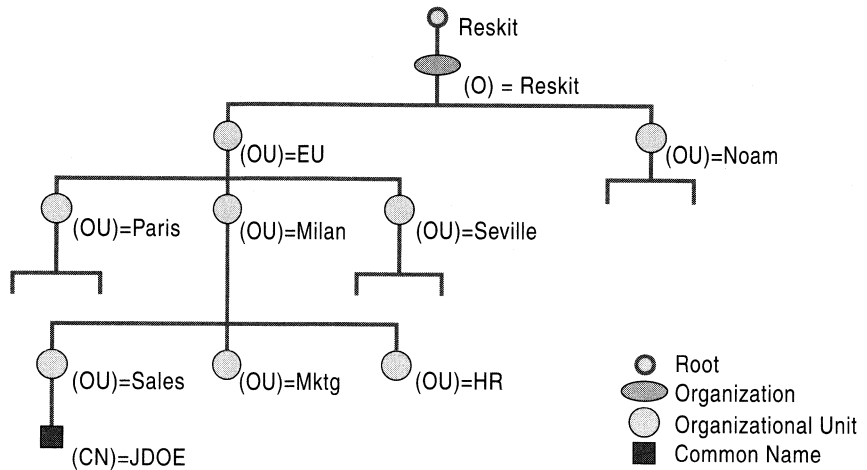 Reskit
(O) = Reskit
(OU)=EU
(OU)=Noam
(OU)=Paris
(OU)=Milan
(OU)=Seville
(OU)=Sales
(OU)=Mktg
(OU)=HR
(CN)=JDOE
Root
Organization
Organizational Unit
Common Name